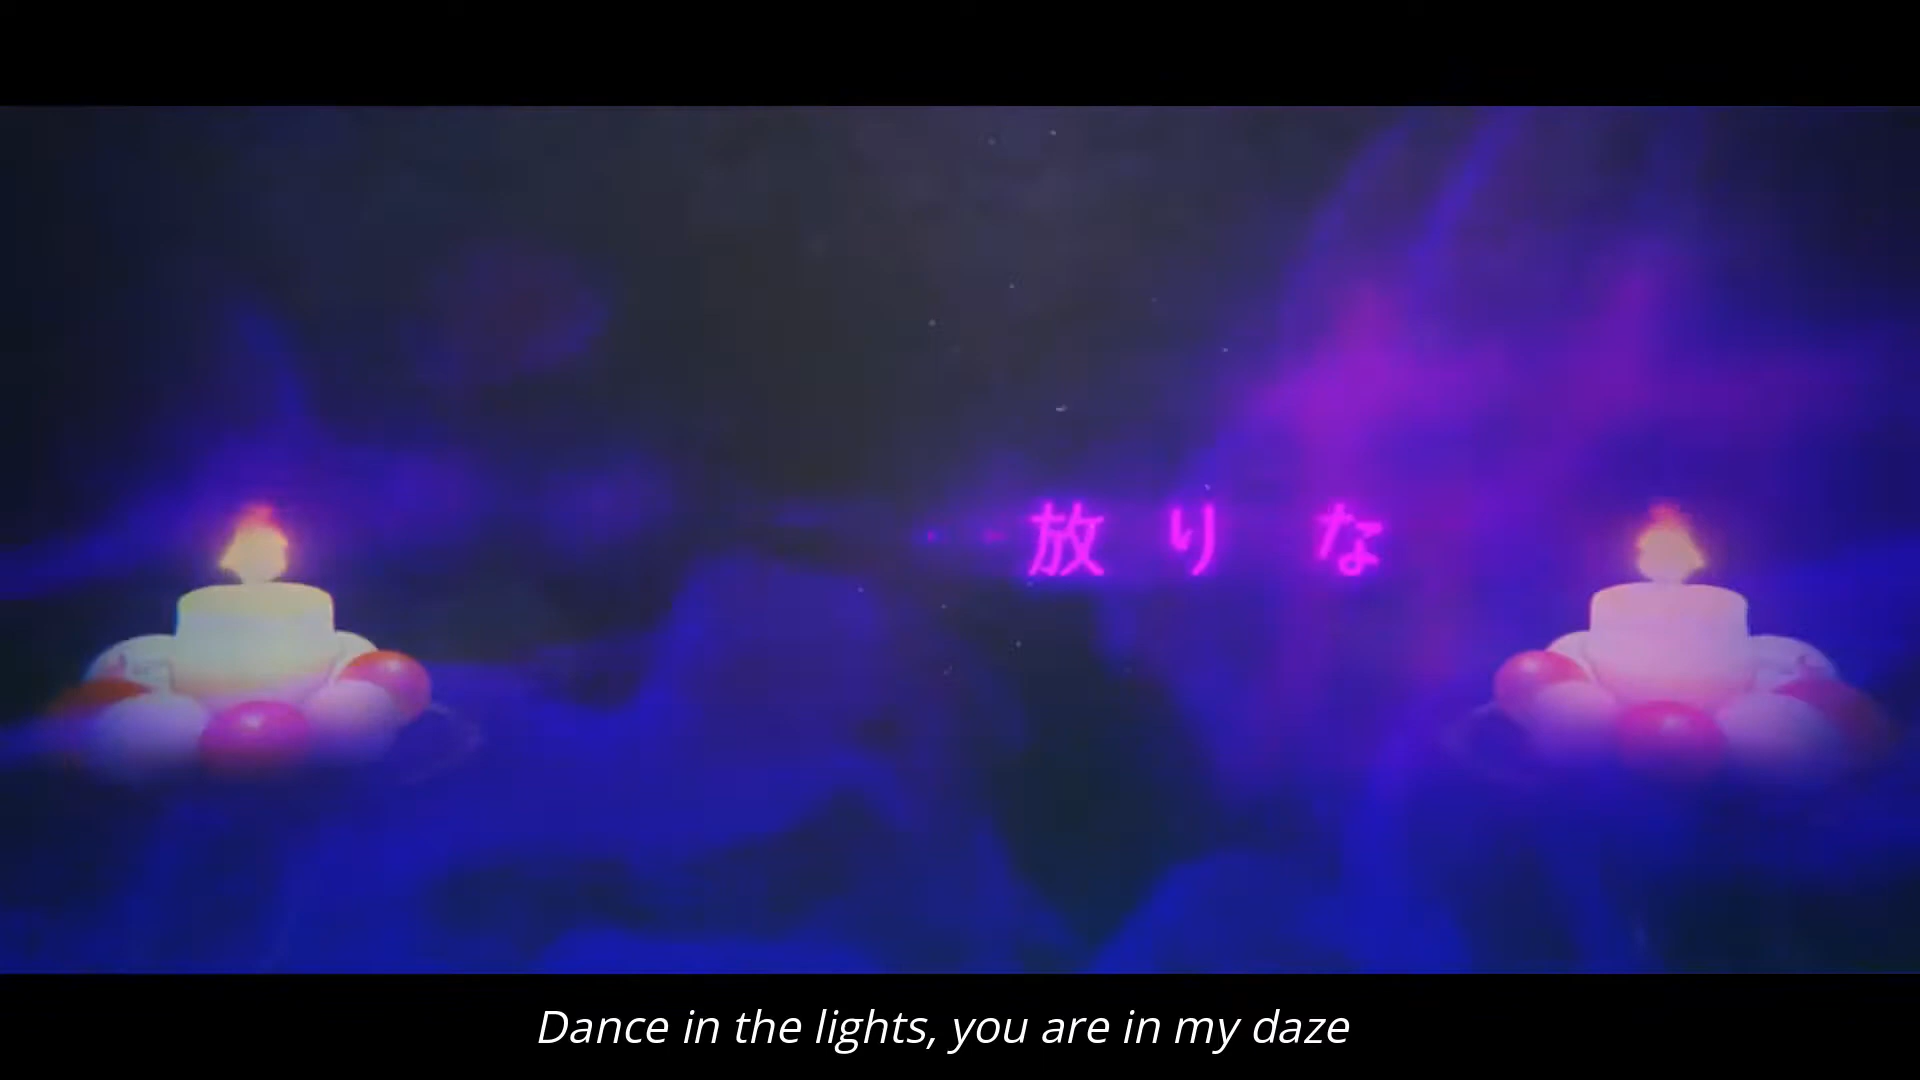 放りな
Dance in the lights, you are in my daze